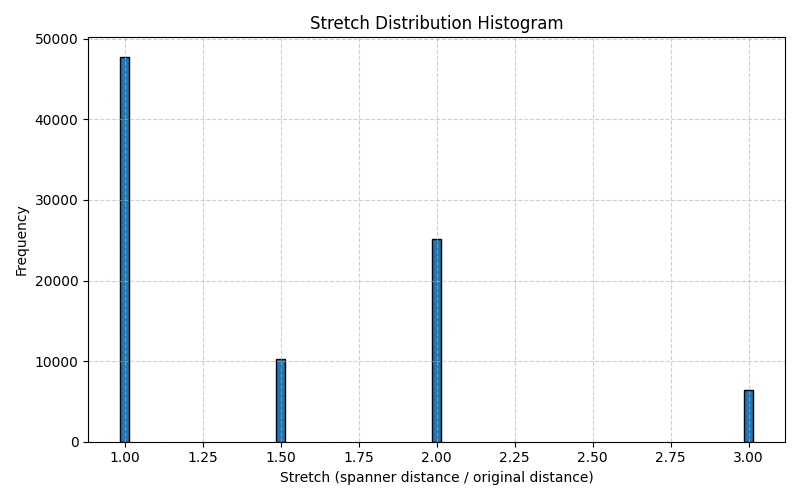 Stretch Distribution Histogram
50000
40000
30000
20000
10000
0
Frequency
1.00 1.25 1.50 1.75 2.00 2.25 2.50 2.75 3.00
Stretch (spanner distance / original distance)